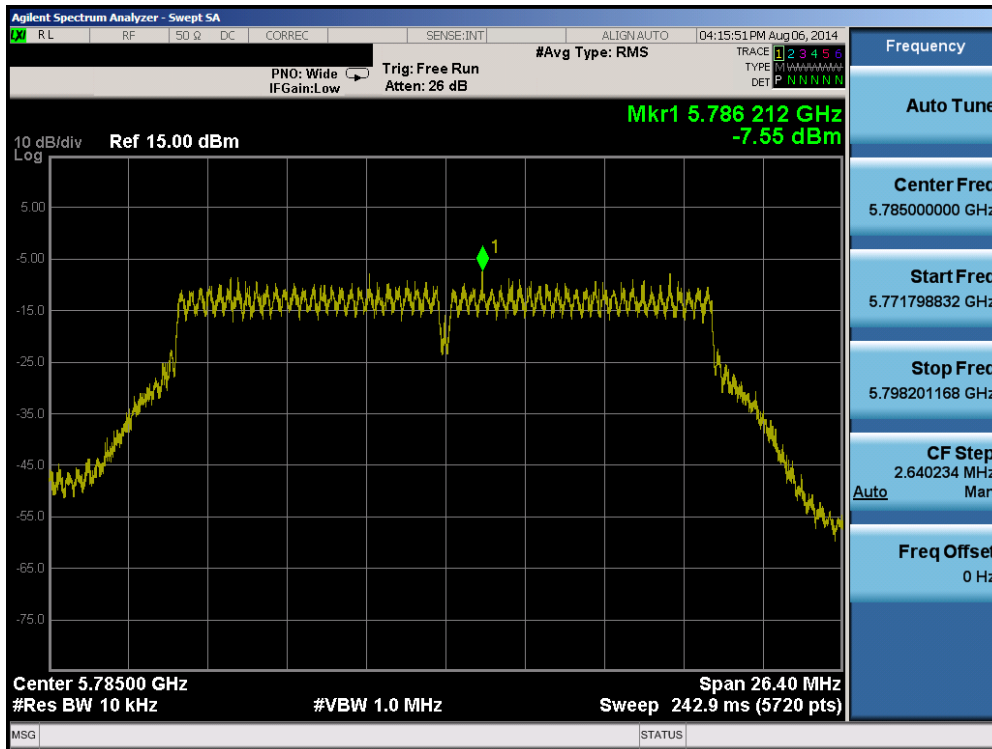 Agilent Spectrum Analyzer - Swept SA
LXI RL RF 50 Ω DC CORREC SENSE:INT ALIGN AUTO 04:15:51 PM Aug 06, 2014
#Avg Type: RMS TRACE 1 2 3 4 5 6
PNO: Wide Trig: Free Run TYPE M WWWWW
IFGain:Low Atten: 26 dB DET P N N N N N
Mkr1 5.786 212 GHz
-7.55 dBm
10 dB/div Ref 15.00 dBm
Log
1
5.00
-5.00
-15.0
-25.0
-35.0
-45.0
-55.0
-65.0
-75.0
Center 5.78500 GHz Span 26.40 MHz
#Res BW 10 kHz #VBW 1.0 MHz Sweep 242.9 ms (5720 pts)
MSG STATUS
Frequency
Auto Tune
Center Freq
5.785000000 GHz
Start Freq
5.771798832 GHz
Stop Freq
5.798201168 GHz
CF Step
2.640234 MHz
Auto Man
Freq Offset
0 Hz